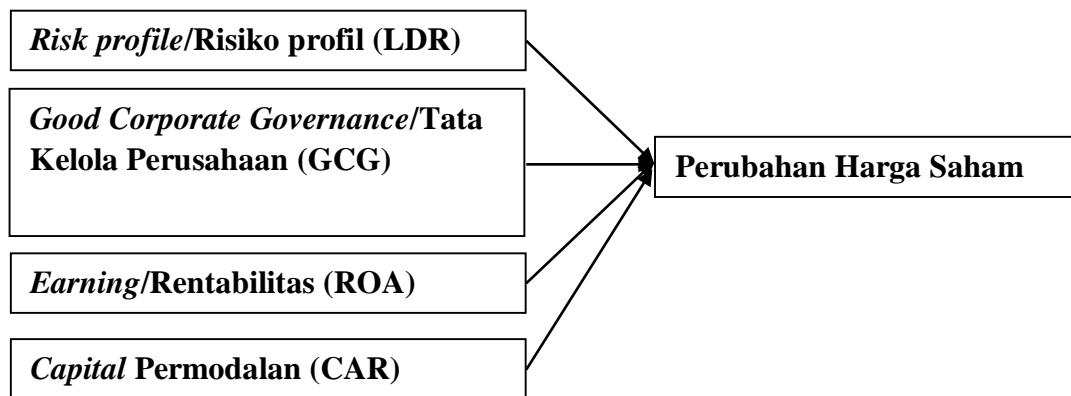 Risk profile/Risiko profil (LDR)
Good Corporate Governance/Tata
Kelola Perusahaan (GCG)
Perubahan Harga Saham
Earning/Rentabilitas (ROA)
Capital Permodalan (CAR)